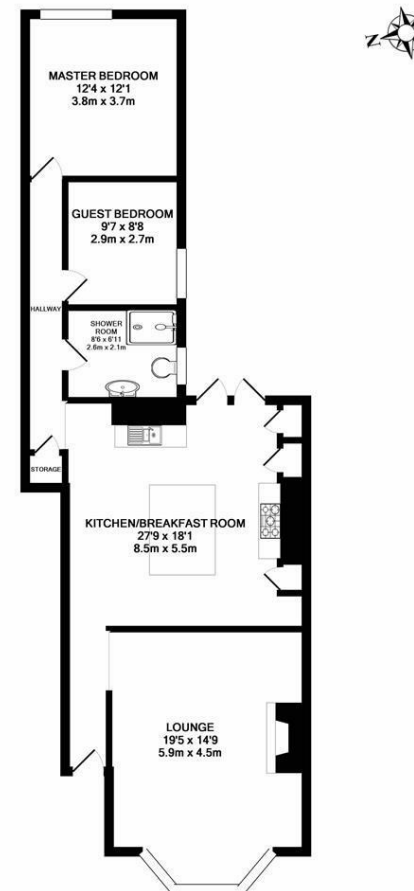 N
MASTER BEDROOM
12'4 x 12'1
3.8m x 3.7m
GUEST BEDROOM
9'7 x 8'8
2.9m x 2.7m
HALLWAY
SHOWER
ROOM
8'6 x 6'11
2.6m x 2.1m
STORAGE
KITCHEN/BREAKFAST ROOM
27'9 x 18'1
8.5m x 5.5m
LOUNGE
19'5 x 14'9
5.9m x 4.5m